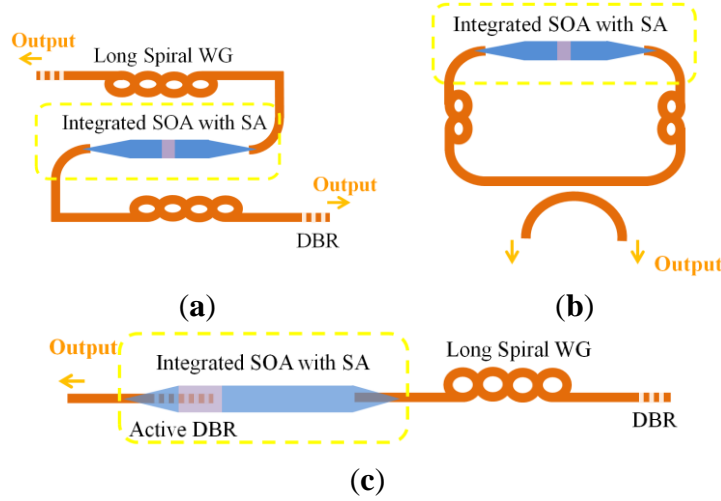 Output
Long Spiral WG
Integrated SOA with SA
Output
DBR
(a)
Integrated SOA with SA
Output
(b)
Output
Integrated SOA with SA
Long Spiral WG
Active DBR
DBR
(c)